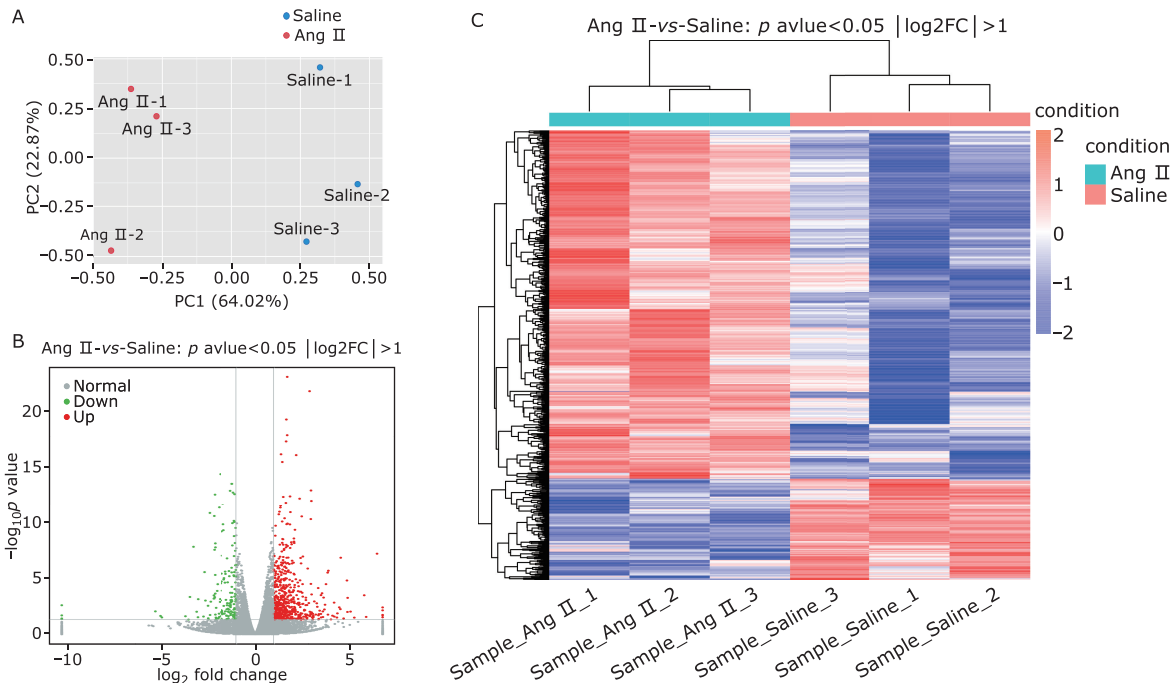 A
Saline
Ang II
0.50
0.25
0.00
−0.25
−0.50
PC2 (22.87%)
Saline-1
Ang II-1
Ang II-3
Saline-2
Saline-3
Ang II-2
−0.50
−0.25
0.00
0.25
0.50
PC1 (64.02%)
B
Ang II-vs-Saline: p avlue<0.05 |log2FC|>1
Normal
Down
Up
20
15
10
5
0
−log10p value
−10
−5
0
5
log2 fold change
C
Ang II-vs-Saline: p avlue<0.05 |log2FC|>1
condition
2
1
0
−1
−2
condition
Ang II
Saline
Sample_Ang II_1
Sample_Ang II_2
Sample_Ang II_3
Sample_Saline_3
Sample_Saline_1
Sample_Saline_2